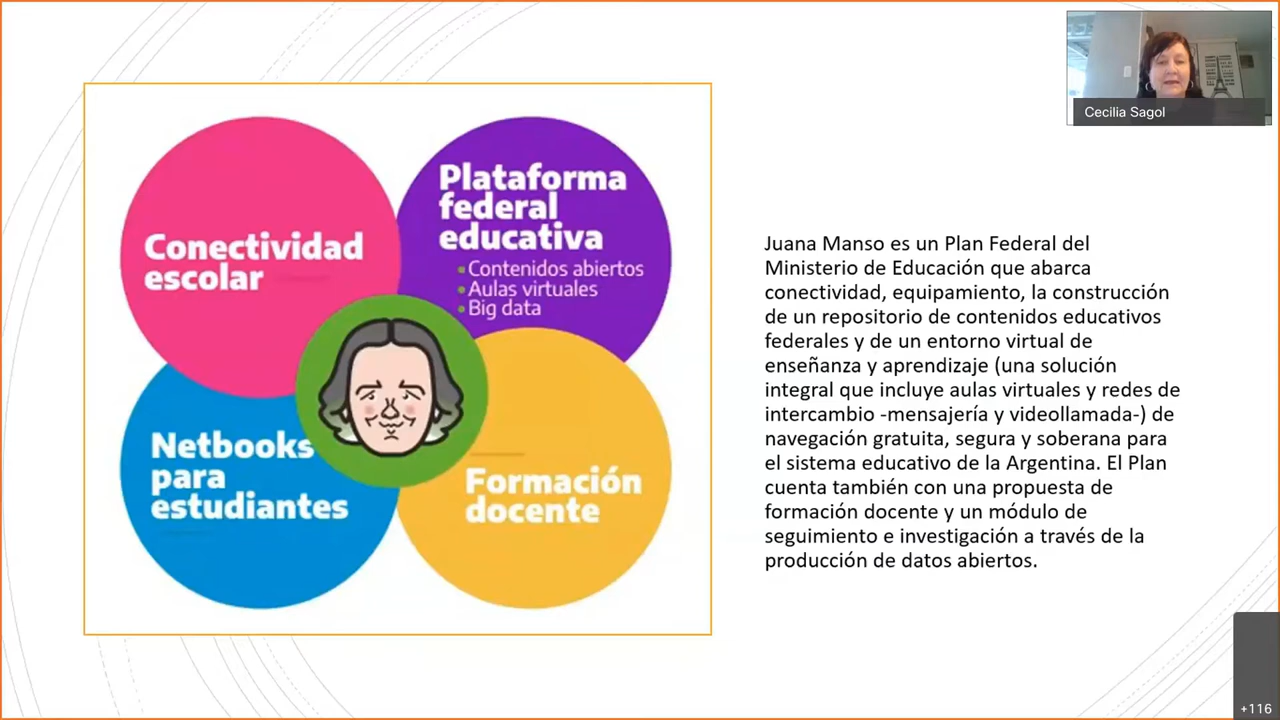 Cecilia Sagol
Conectividad
escolar
Plataforma
federal
educativa
•Contenidos abiertos
•Aulas virtuales
•Big data
Netbooks
para
estudiantes
Formación
docente
Juana Manso es un Plan Federal del
Ministerio de Educación que abarca
conectividad, equipamiento, la construcción
de un repositorio de contenidos educativos
federales y de un entorno virtual de
enseñanza y aprendizaje (una solución
integral que incluye aulas virtuales y redes de
intercambio -mensajería y videollamada-) de
navegación gratuita, segura y soberana para
el sistema educativo de la Argentina. El Plan
cuenta también con una propuesta de
formación docente y un módulo de
seguimiento e investigación a través de la
producción de datos abiertos.
+116